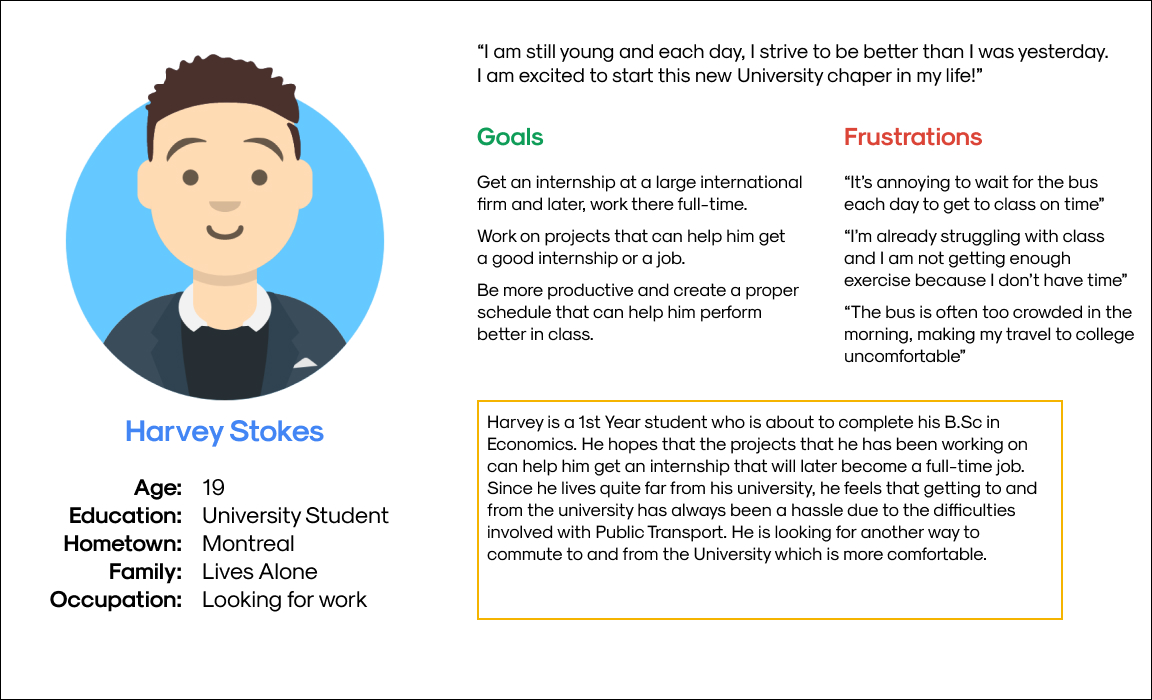 “I am still young and each day, I strive to be better than I was yesterday.
I am excited to start this new University chaper in my life!”
Goals
Get an internship at a large international
firm and later, work there full-time.
Work on projects that can help him get
a good internship or a job.
Be more productive and create a proper
schedule that can help him perform
better in class.
Frustrations
“It’s annoying to wait for the bus
each day to get to class on time”
“I’m already struggling with class
and I am not getting enough
exercise because I don’t have time”
“The bus is often too crowded in the
morning, making my travel to college
uncomfortable”
Harvey Stokes
Age: 19
Education: University Student
Hometown: Montreal
Family: Lives Alone
Occupation: Looking for work
Harvey is a 1st Year student who is about to complete his B.Sc in
Economics. He hopes that the projects that he has been working on
can help him get an internship that will later become a full-time job.
Since he lives quite far from his university, he feels that getting to and
from the university has always been a hassle due to the difficulties
involved with Public Transport. He is looking for another way to
commute to and from the University which is more comfortable.